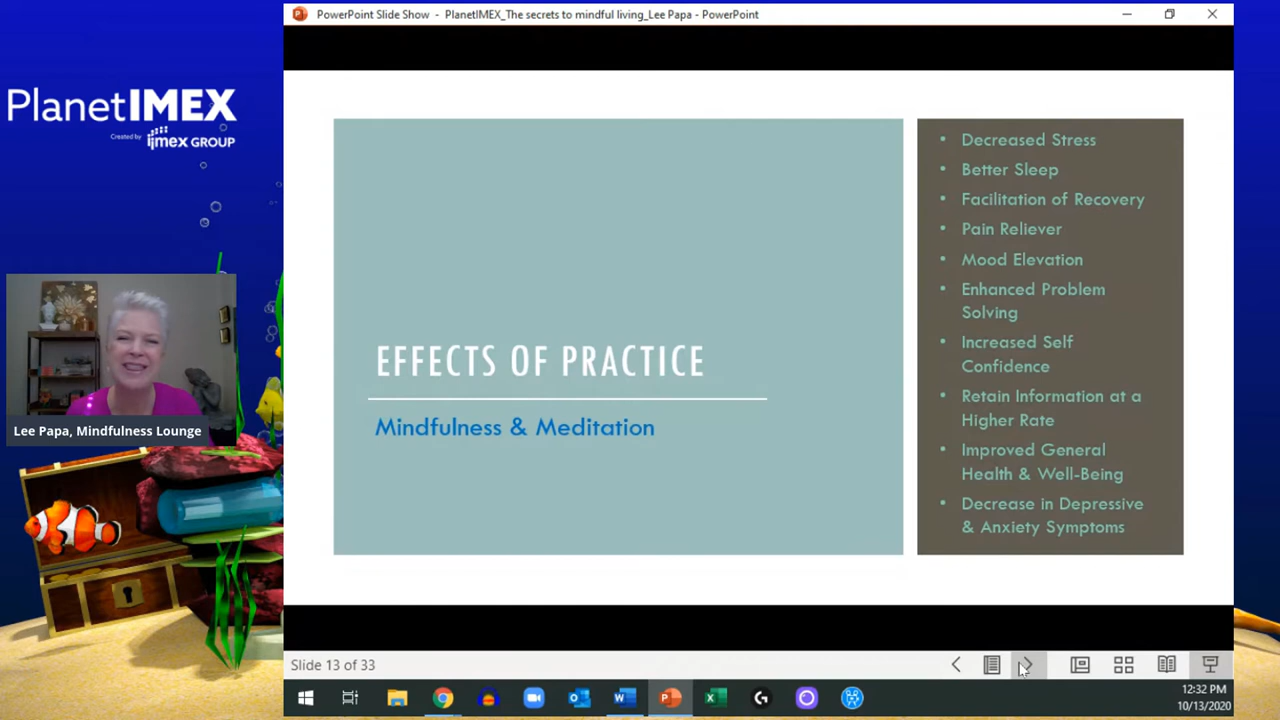 PowerPoint Slide Show - PlanetIMEX_The secrets to mindful living_Lee Papa - PowerPoint
PlanetIMEX
Created by imex GROUP
Lee Papa, Mindfulness Lounge
EFFECTS OF PRACTICE
Mindfulness & Meditation
• Decreased Stress
• Better Sleep
• Facilitation of Recovery
• Pain Reliever
• Mood Elevation
• Enhanced Problem
Solving
• Increased Self
Confidence
• Retain Information at a
Higher Rate
• Improved General
Health & Well-Being
• Decrease in Depressive
& Anxiety Symptoms
Slide 13 of 33
12:32 PM
10/13/2020